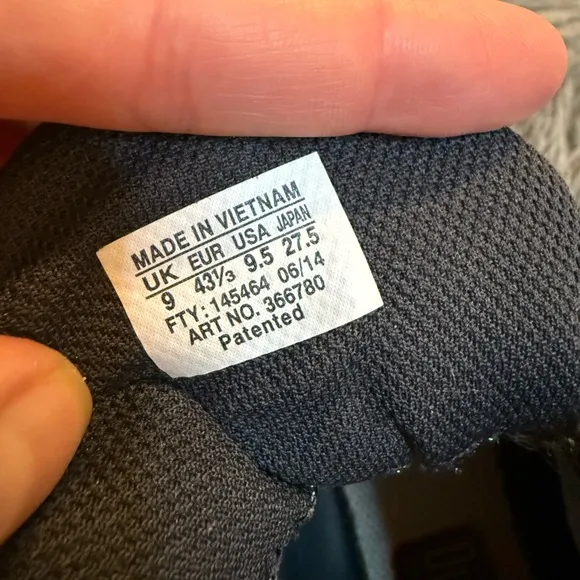 MADE IN VIETNAM
UK EUR USA JAPAN
9 43⅓ 9.5 27.5
FTY: 145464 06/14
ART NO. 366780
Patented